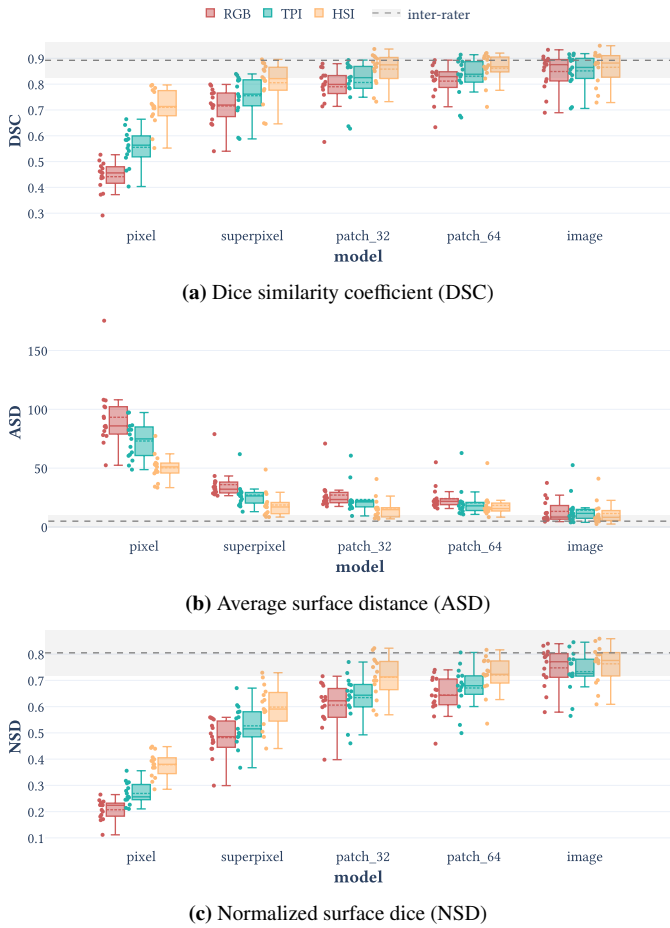 RGB TPI HSI inter-rater
0.9
0.8
0.7
0.6
0.5
0.4
0.3
DSC
pixel superpixel patch_32 patch_64 image
model
(a) Dice similarity coefficient (DSC)
150
100
50
0
ASD
pixel superpixel patch_32 patch_64 image
model
(b) Average surface distance (ASD)
0.8
0.7
0.6
0.5
0.4
0.3
0.2
0.1
NSD
pixel superpixel patch_32 patch_64 image
model
(c) Normalized surface dice (NSD)